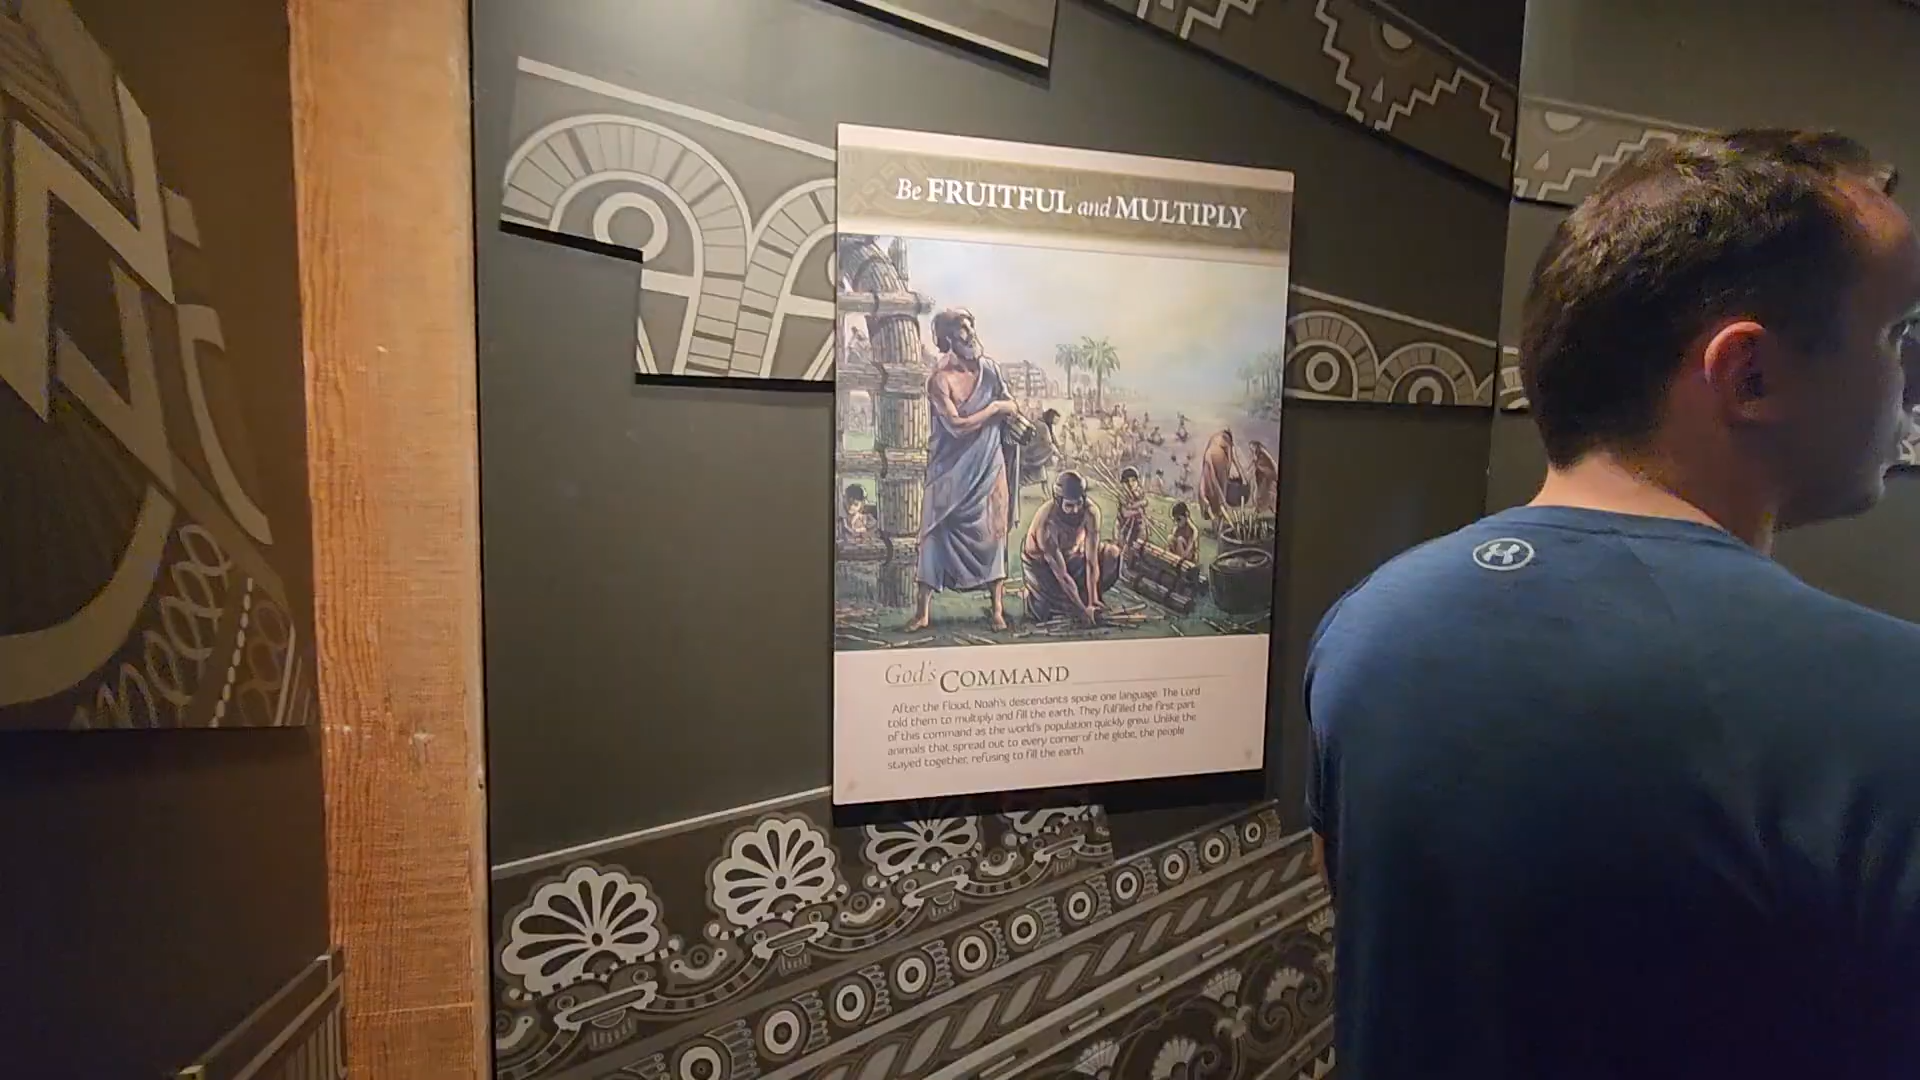 Be FRUITFUL and MULTIPLY
God's COMMAND
After the Flood, Noah's descendants spoke one language. The Lord
told them to multiply and fill the earth. They fulfilled the first part
of this command as the world's population quickly grew. Unlike the
animals that spread out to every corner of the globe, the people
stayed together, refusing to fill the earth.